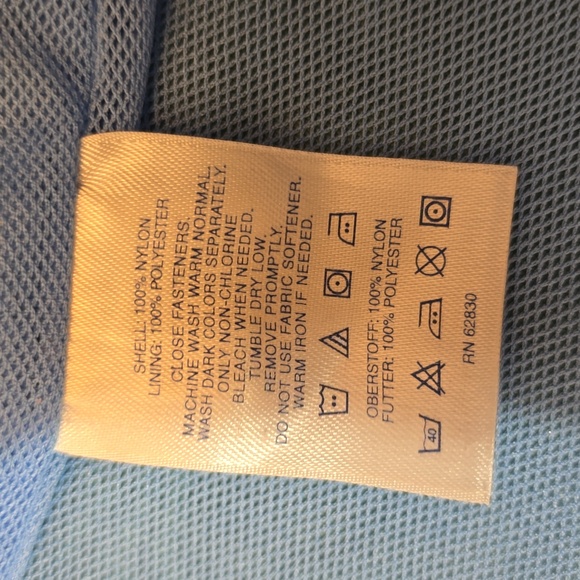 SHELL: 100% NYLON
LINING: 100% POLYESTER
CLOSE FASTENERS.
MACHINE WASH WARM NORMAL.
WASH DARK COLORS SEPARATELY.
ONLY NON-CHLORINE
BLEACH WHEN NEEDED.
TUMBLE DRY LOW.
REMOVE PROMPTLY.
DO NOT USE FABRIC SOFTENER.
WARM IRON IF NEEDED.
OBERSTOFF: 100% NYLON
FUTTER: 100% POLYESTER
40
RN 62830